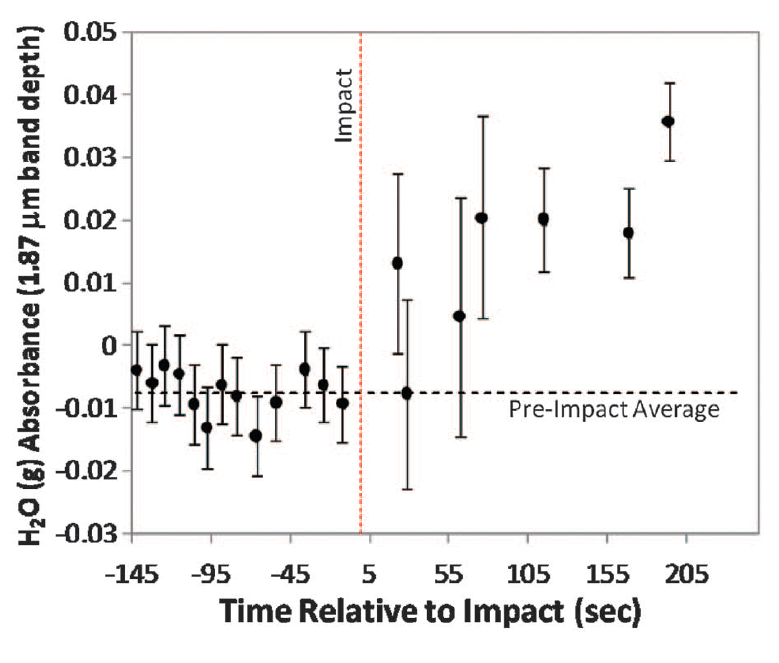 H₂O (g) Absorbance (1.87 µm band depth)
0.05
0.04
0.03
0.02
0.01
0
-0.01
-0.02
-0.03
Impact
Pre-Impact Average
-145 -95 -45 5 55 105 155 205
Time Relative to Impact (sec)